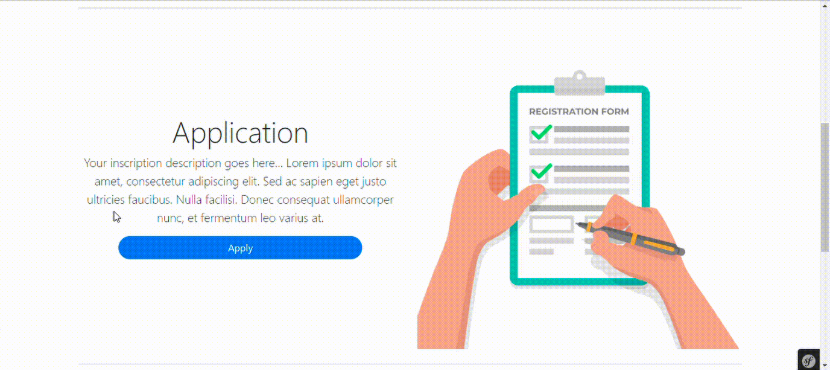 Application
Your inscription description goes here... Lorem ipsum dolor sit
amet, consectetur adipiscing elit. Sed ac sapien eget justo
ultricies faucibus. Nulla facilisi. Donec consequat ullamcorper
nunc, et fermentum leo varius at.
Apply
REGISTRATION FORM
sf